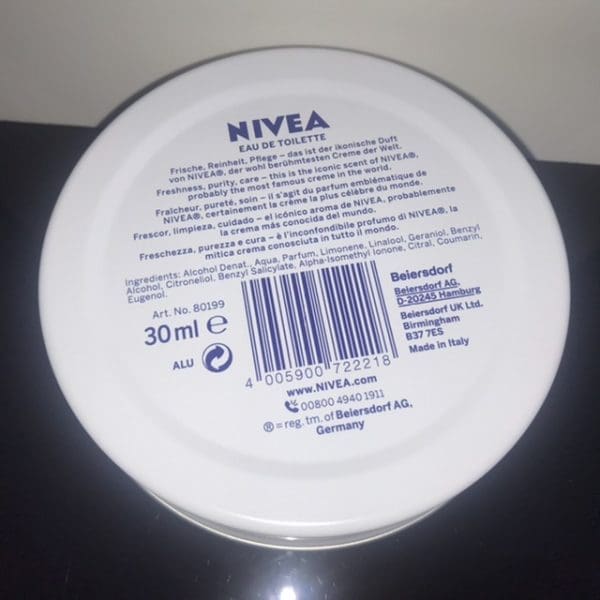 NIVEA
EAU DE TOILETTE
Frische, Reinheit, Pflege – das ist der ikonische Duft
von NIVEA®, der wohl berühmtesten Creme der Welt.
Freshness, purity, care – this is the iconic scent of NIVEA®,
probably the most famous creme in the world.
Fraîcheur, pureté, soin – il s'agit du parfum emblématique de
NIVEA®, certainement la crème la plus célèbre du monde.
Frescor, limpieza, cuidado – el icónico aroma de NIVEA, probablemente
la crema más conocida del mundo.
Freschezza, purezza e cura – è l'inconfondibile profumo di NIVEA®, la
mitica crema conosciuta in tutto il mondo.
Ingredients: Alcohol Denat., Aqua, Parfum, Limonene, Linalool, Geraniol, Benzyl
Alcohol, Citronellol, Benzyl Salicylate, Alpha-Isomethyl Ionone, Citral, Coumarin,
Eugenol.
Art. No. 80199
30 ml e
ALU
4 005900 722218
Beiersdorf
Beiersdorf AG,
D-20245 Hamburg
Beiersdorf UK Ltd.
Birmingham
B37 7ES
Made in Italy
www.NIVEA.com
00800 4940 1911
® = reg. tm. of Beiersdorf AG,
Germany